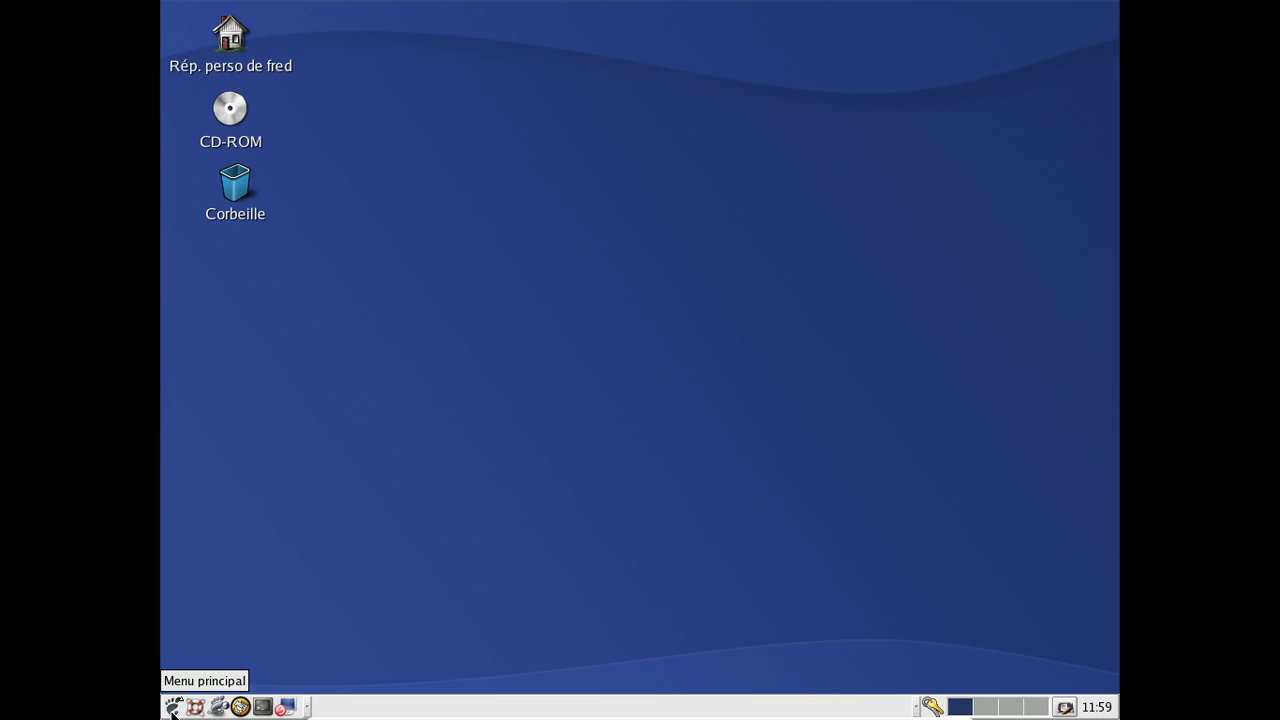 Rép. perso de fred
CD-ROM
Corbeille
Menu principal
11:59